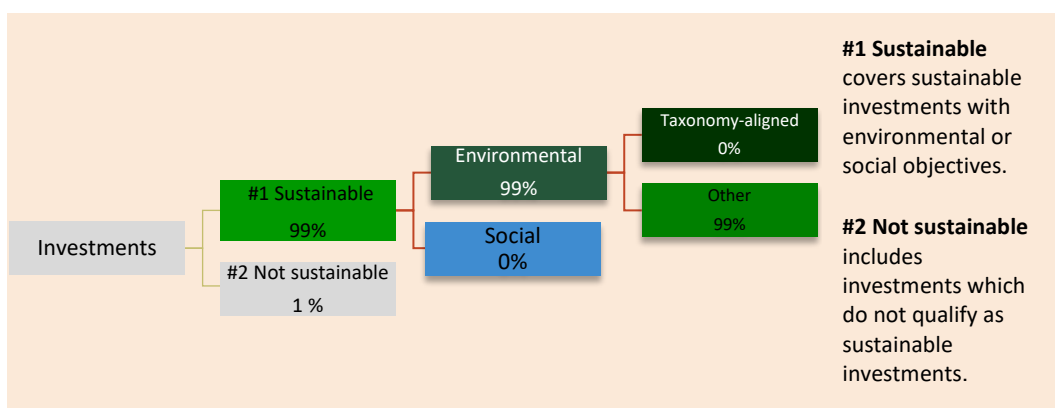 Investments
#1 Sustainable
99%
#2 Not sustainable
1 %
Environmental
99%
Social
0%
Taxonomy-aligned
0%
Other
99%
#1 Sustainable
covers sustainable
investments with
environmental or
social objectives.
#2 Not sustainable
includes
investments which
do not qualify as
sustainable
investments.